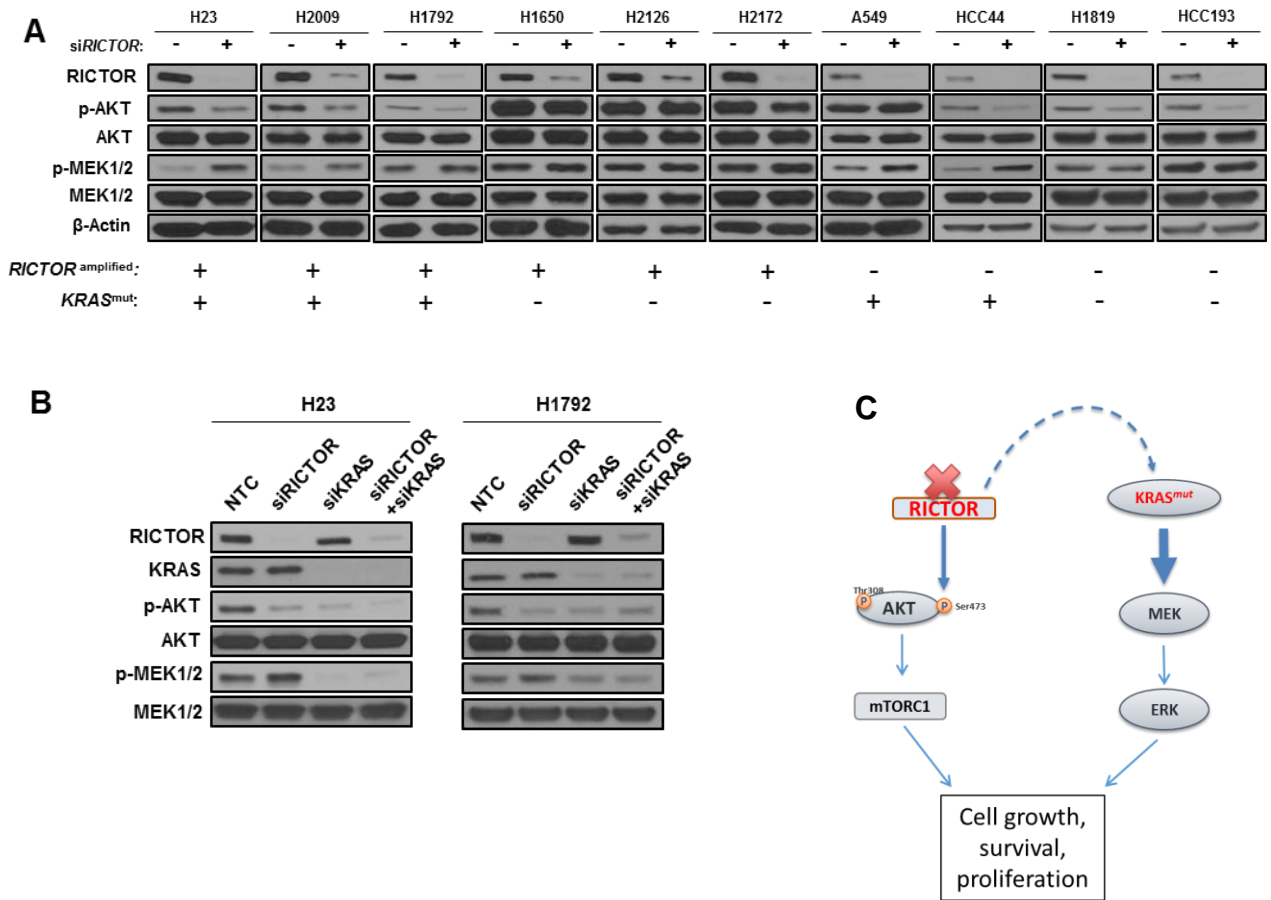 A
H23 H2009 H1792 H1650 H2126 H2172 A549 HCC44 H1819 HCC193
siRICTOR: - + - + - + - + - + - + - + - + - + - +
RICTOR
p-AKT
AKT
p-MEK1/2
MEK1/2
β-Actin
RICTOR amplified: + + + + + + - - - -
KRASmut: + + + - - - + + - -
B
H23 H1792
NTC siRICTOR siKRAS siRICTOR +siKRAS NTC siRICTOR siKRAS siRICTOR +siKRAS
RICTOR
KRAS
p-AKT
AKT
p-MEK1/2
MEK1/2
C
RICTOR
KRASmut
Thr308
P AKT P Ser473
MEK
mTORC1
ERK
Cell growth,
survival,
proliferation